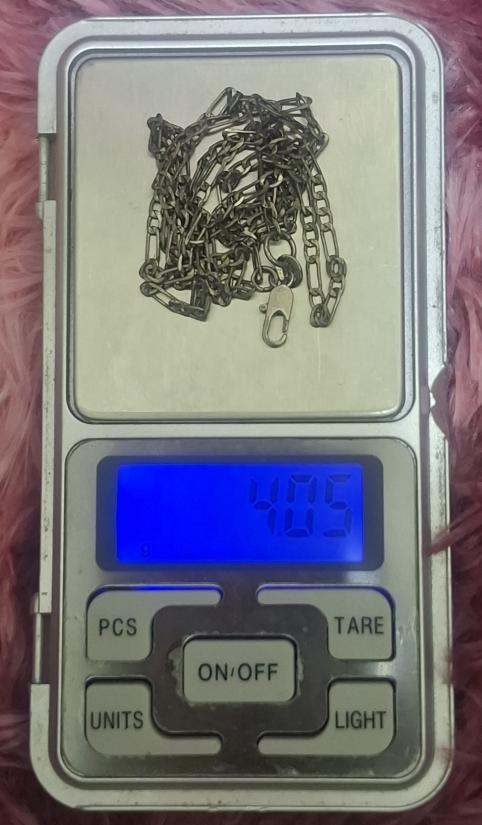 4.05
g
PCS
TARE
ON/OFF
UNITS
LIGHT